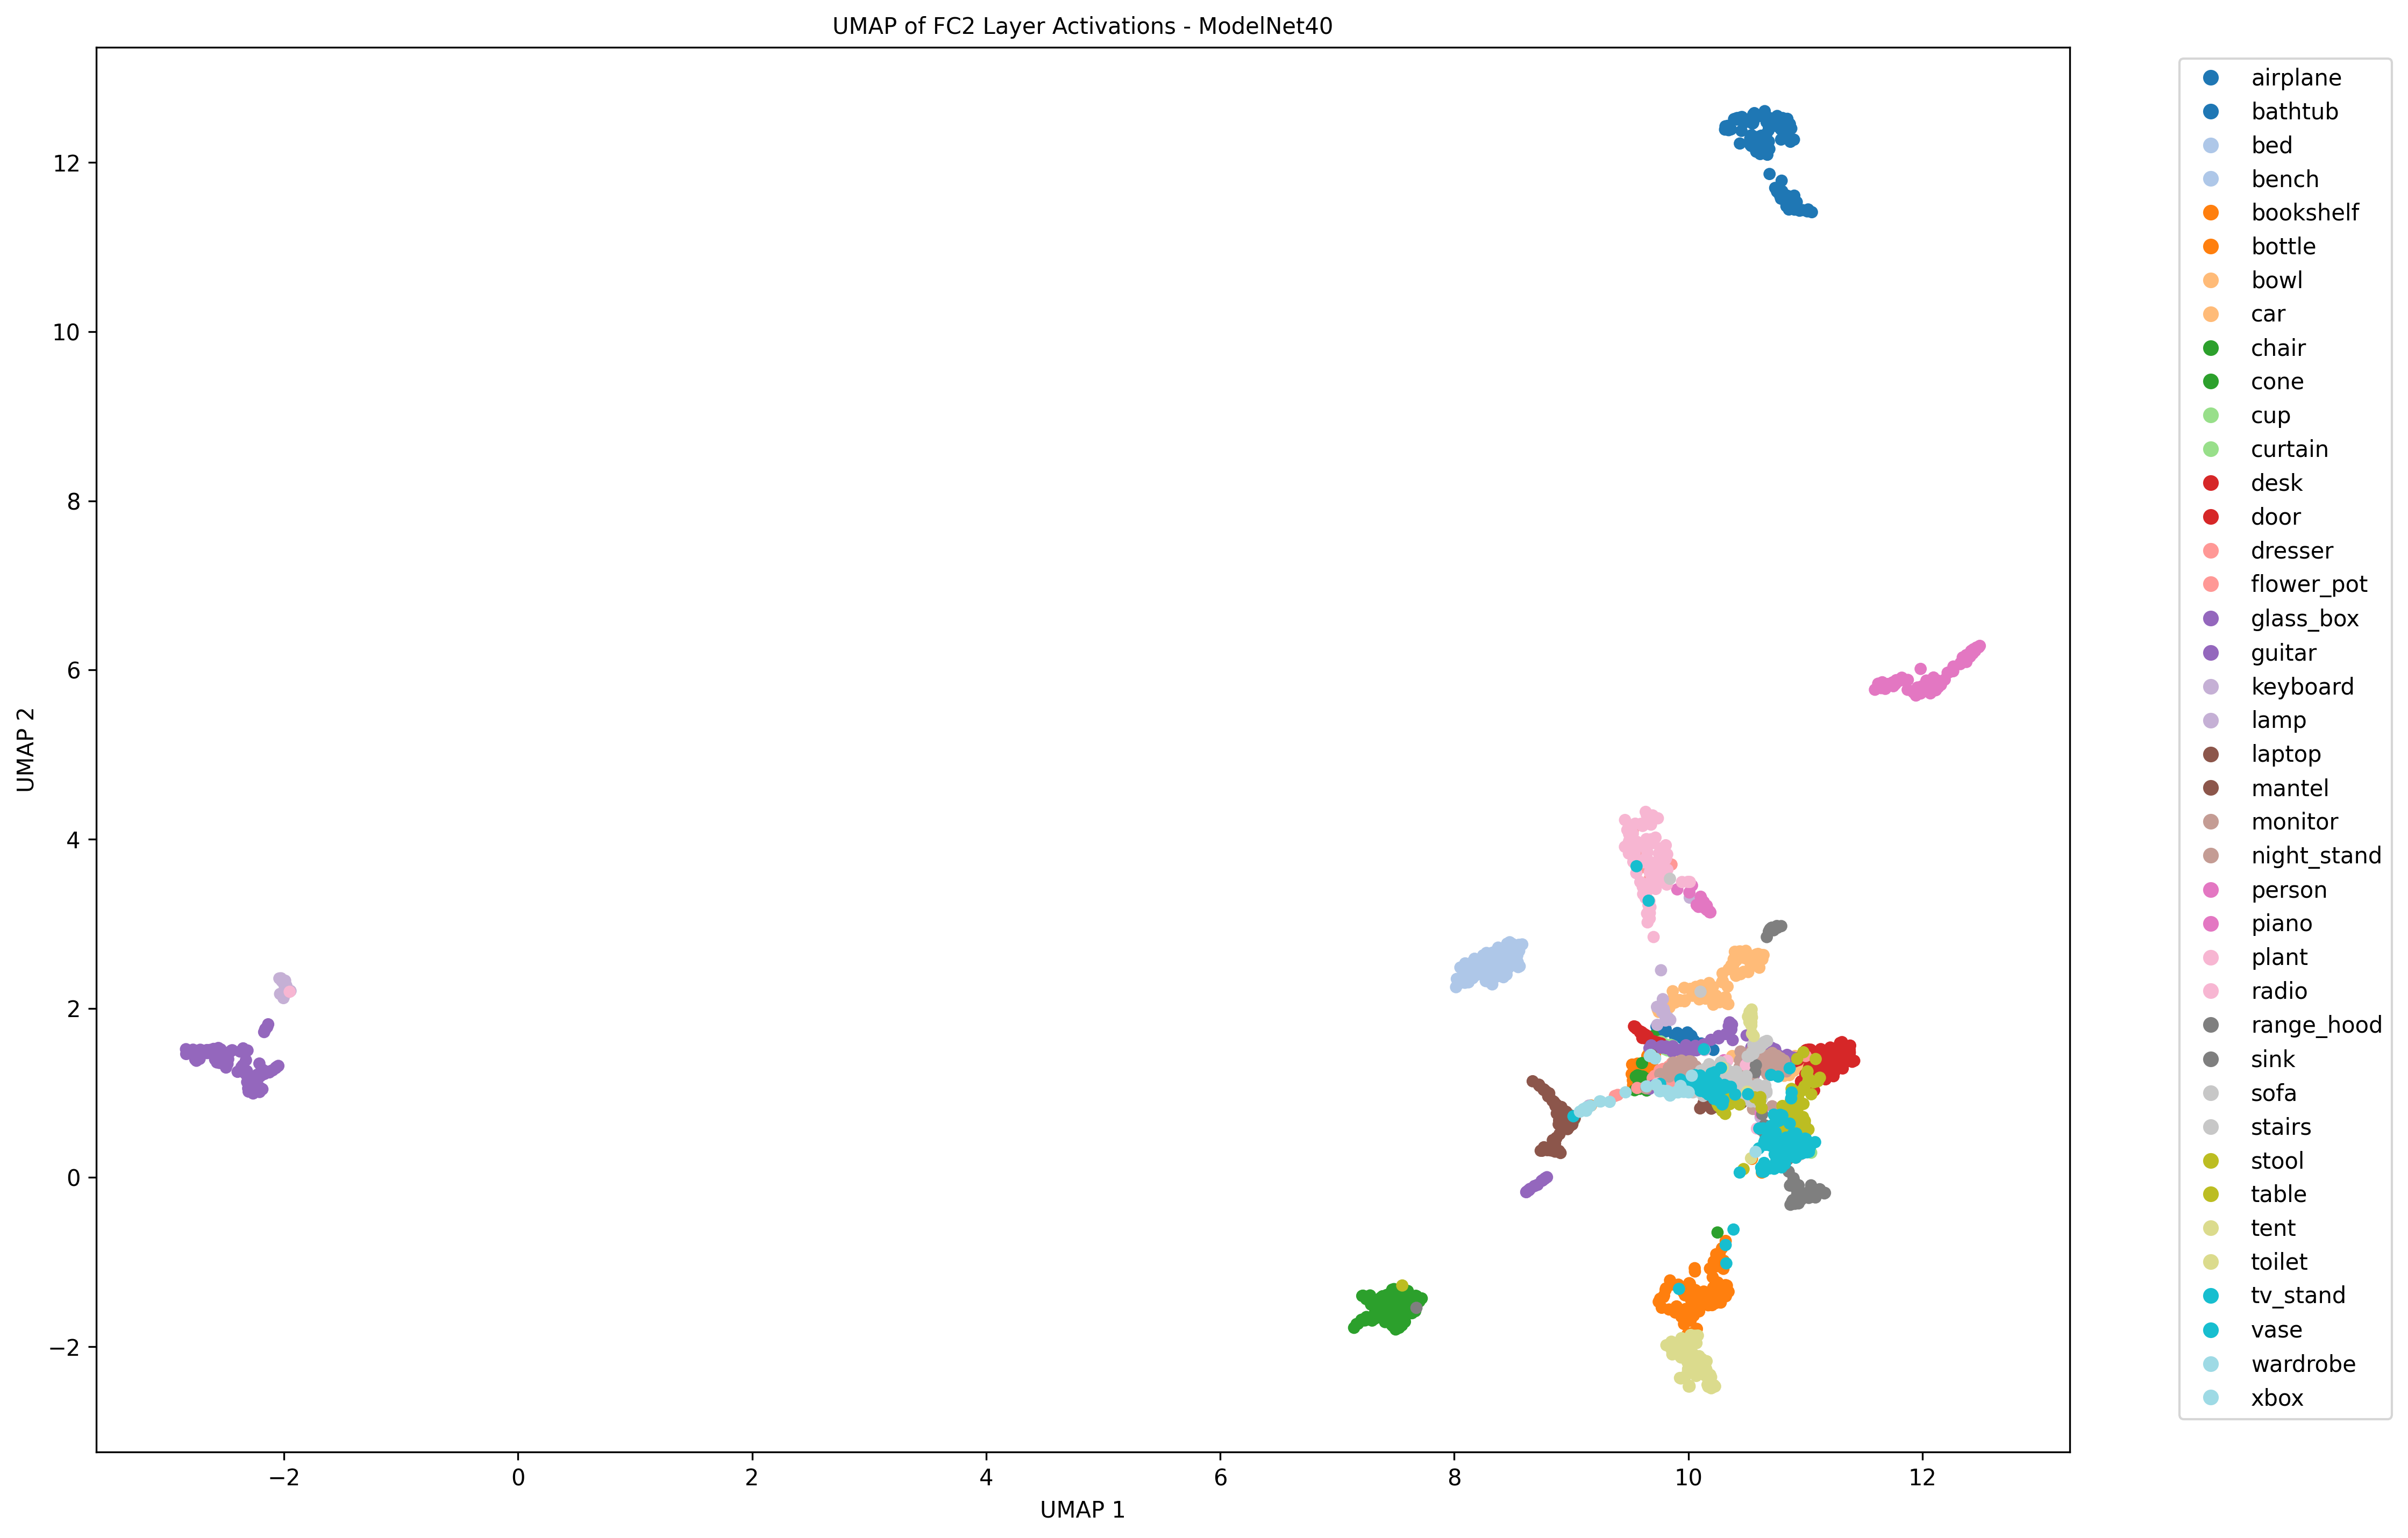 UMAP of FC2 Layer Activations - ModelNet40
12
10
8
6
4
2
0
−2
UMAP 2
−2
0
2
4
6
8
10
12
UMAP 1
airplane
bathtub
bed
bench
bookshelf
bottle
bowl
car
chair
cone
cup
curtain
desk
door
dresser
flower_pot
glass_box
guitar
keyboard
lamp
laptop
mantel
monitor
night_stand
person
piano
plant
radio
range_hood
sink
sofa
stairs
stool
table
tent
toilet
tv_stand
vase
wardrobe
xbox